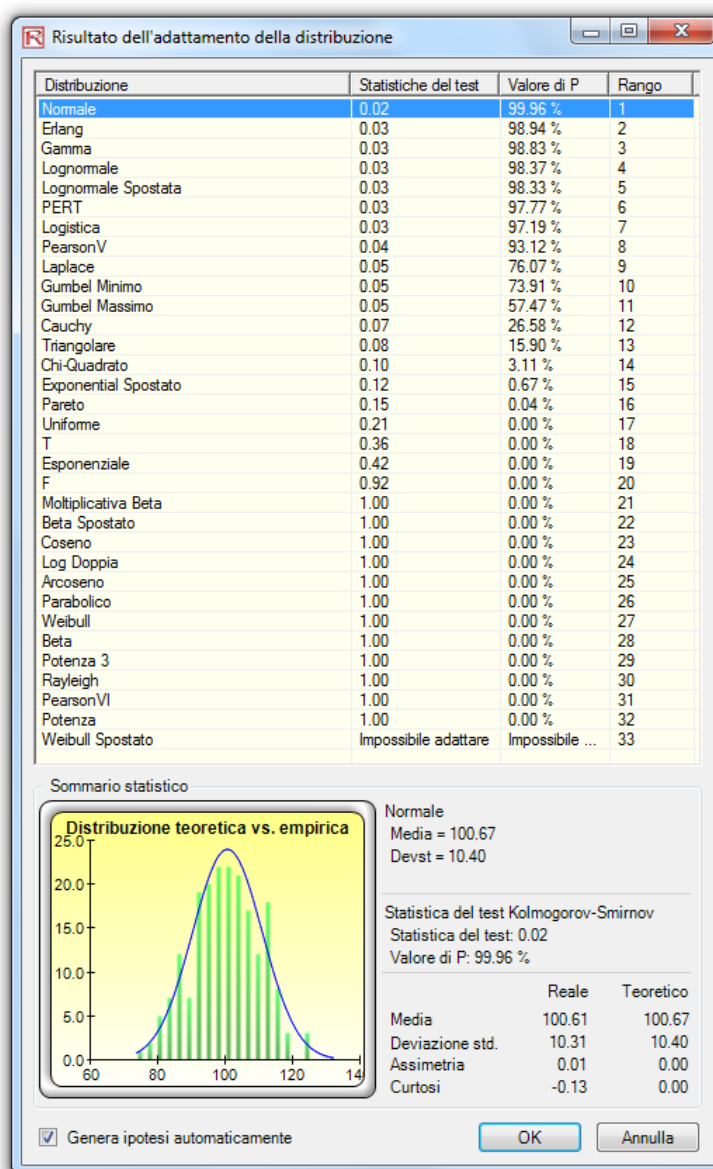 Risultato dell'adattamento della distribuzione
Distribuzione Statistiche del test Valore di P Rango
Normale 0.02 99.96 % 1
Erlang 0.03 98.94 % 2
Gamma 0.03 98.83 % 3
Lognormale 0.03 98.37 % 4
Lognormale Spostata 0.03 98.33 % 5
PERT 0.03 97.77 % 6
Logistica 0.03 97.19 % 7
PearsonV 0.04 93.12 % 8
Laplace 0.05 76.07 % 9
Gumbel Minimo 0.05 73.91 % 10
Gumbel Massimo 0.05 57.47 % 11
Cauchy 0.07 26.58 % 12
Triangolare 0.08 15.90 % 13
Chi-Quadrato 0.10 3.11 % 14
Exponential Spostato 0.12 0.67 % 15
Pareto 0.15 0.04 % 16
Uniforme 0.21 0.00 % 17
T 0.36 0.00 % 18
Esponenziale 0.42 0.00 % 19
F 0.92 0.00 % 20
Moltiplicativa Beta 1.00 0.00 % 21
Beta Spostato 1.00 0.00 % 22
Coseno 1.00 0.00 % 23
Log Doppia 1.00 0.00 % 24
Arcoseno 1.00 0.00 % 25
Parabolico 1.00 0.00 % 26
Weibull 1.00 0.00 % 27
Beta 1.00 0.00 % 28
Potenza 3 1.00 0.00 % 29
Rayleigh 1.00 0.00 % 30
PearsonVI 1.00 0.00 % 31
Potenza 1.00 0.00 % 32
Weibull Spostato Impossibile adattare Impossibile ... 33
Sommario statistico
Distribuzione teoretica vs. empirica
25.0
20.0
15.0
10.0
5.0
0.0
60 80 100 120 14
Normale
Media = 100.67
Devst = 10.40
Statistica del test Kolmogorov-Smirnov
Statistica del test: 0.02
Valore di P: 99.96 %
Reale Teoretico
Media 100.61 100.67
Deviazione std. 10.31 10.40
Assimetria 0.01 0.00
Curtosi -0.13 0.00
Genera ipotesi automaticamente
OK
Annulla